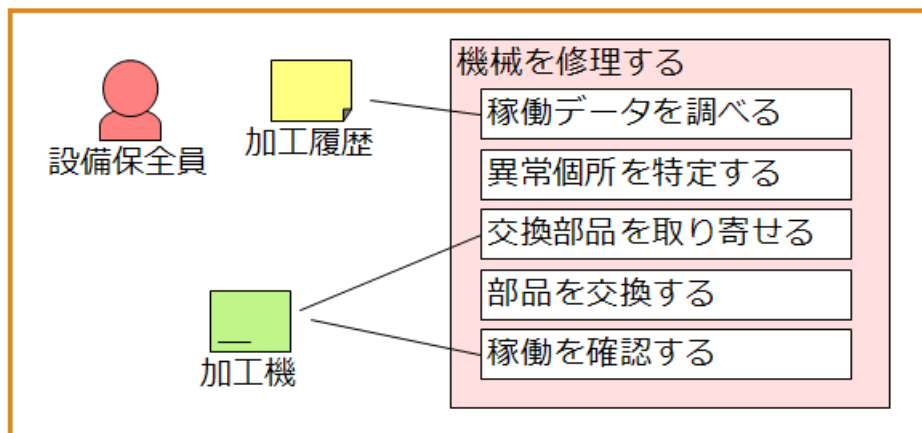 機械を修理する
稼働データを調べる
加工履歴
設備保全員
異常個所を特定する
交換部品を取り寄せる
部品を交換する
稼働を確認する
加工機